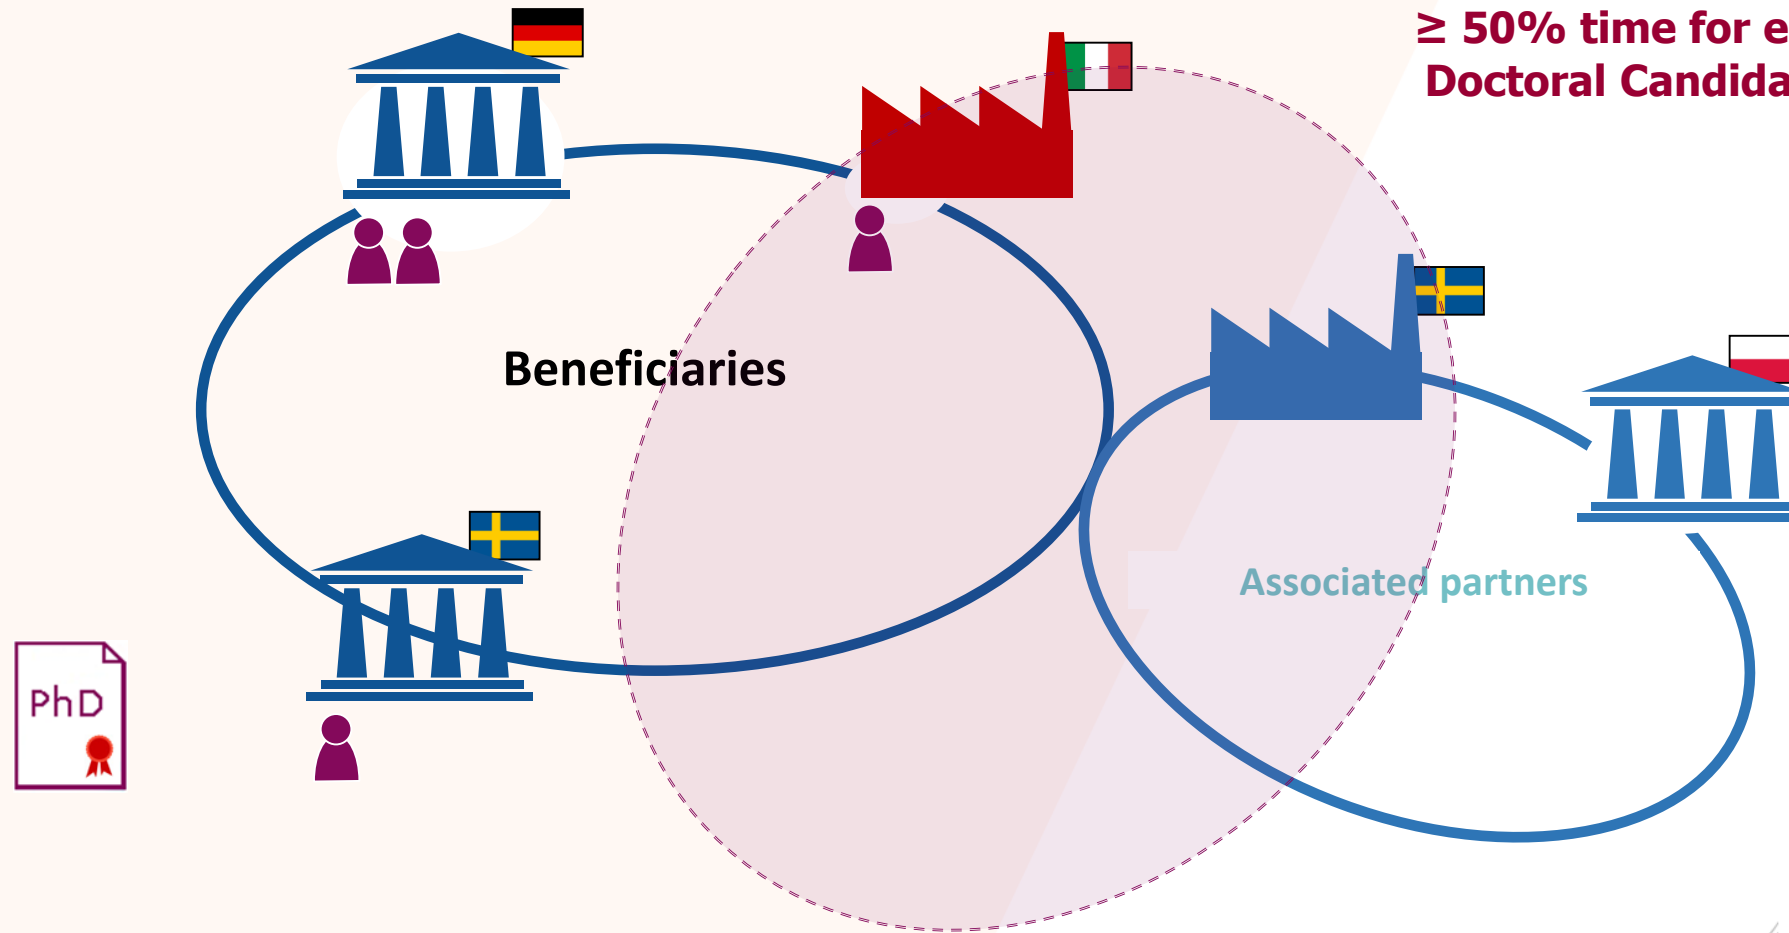 ≥ 50% time for e
Doctoral Candida
Beneficiaries
Associated partners
PhD